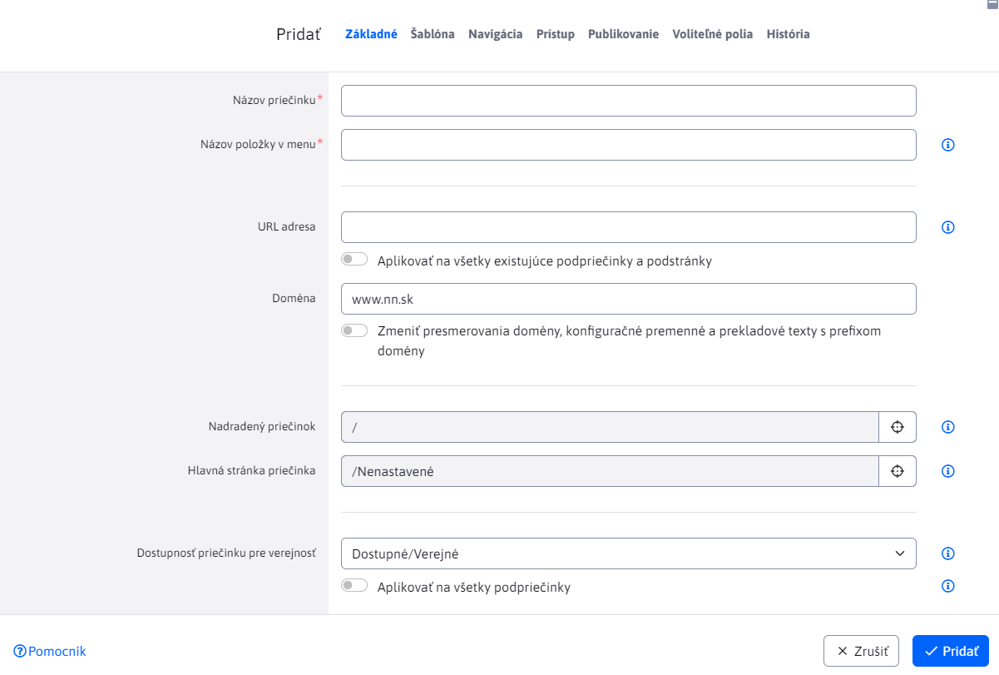 Pridať Základné Šablóna Navigácia Prístup Publikovanie Voliteľné polia História
Názov priečinku*
Názov položky v menu*
URL adresa
Aplikovať na všetky existujúce podpriečinky a podstránky
Doména www.nn.sk
Zmeniť presmerovania domény, konfiguračné premenné a prekladové texty s prefixom
domény
Nadradený priečinok /
Hlavná stránka priečinka /Nenastavené
Dostupnosť priečinku pre verejnosť Dostupné/Verejné
Aplikovať na všetky podpriečinky
Pomocník Zrušiť Pridať